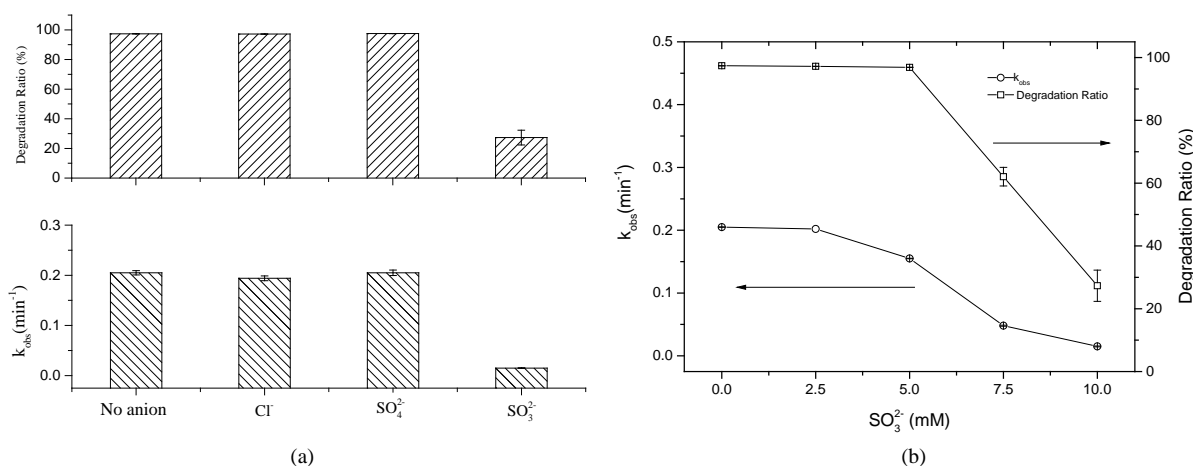 100
80
60
40
20
0
Degradation Ratio (%)
0.3
0.2
0.1
0.0
k_obs(min⁻¹)
No anion
Cl⁻
SO₄²⁻
SO₃²⁻
(a)
0.5
0.4
0.3
0.2
0.1
0.0
k_obs(min⁻¹)
k_obs
Degradation Ratio
100
80
60
40
20
0
Degradation Ratio (%)
0.0 2.5 5.0 7.5 10.0
SO₃²⁻ (mM)
(b)